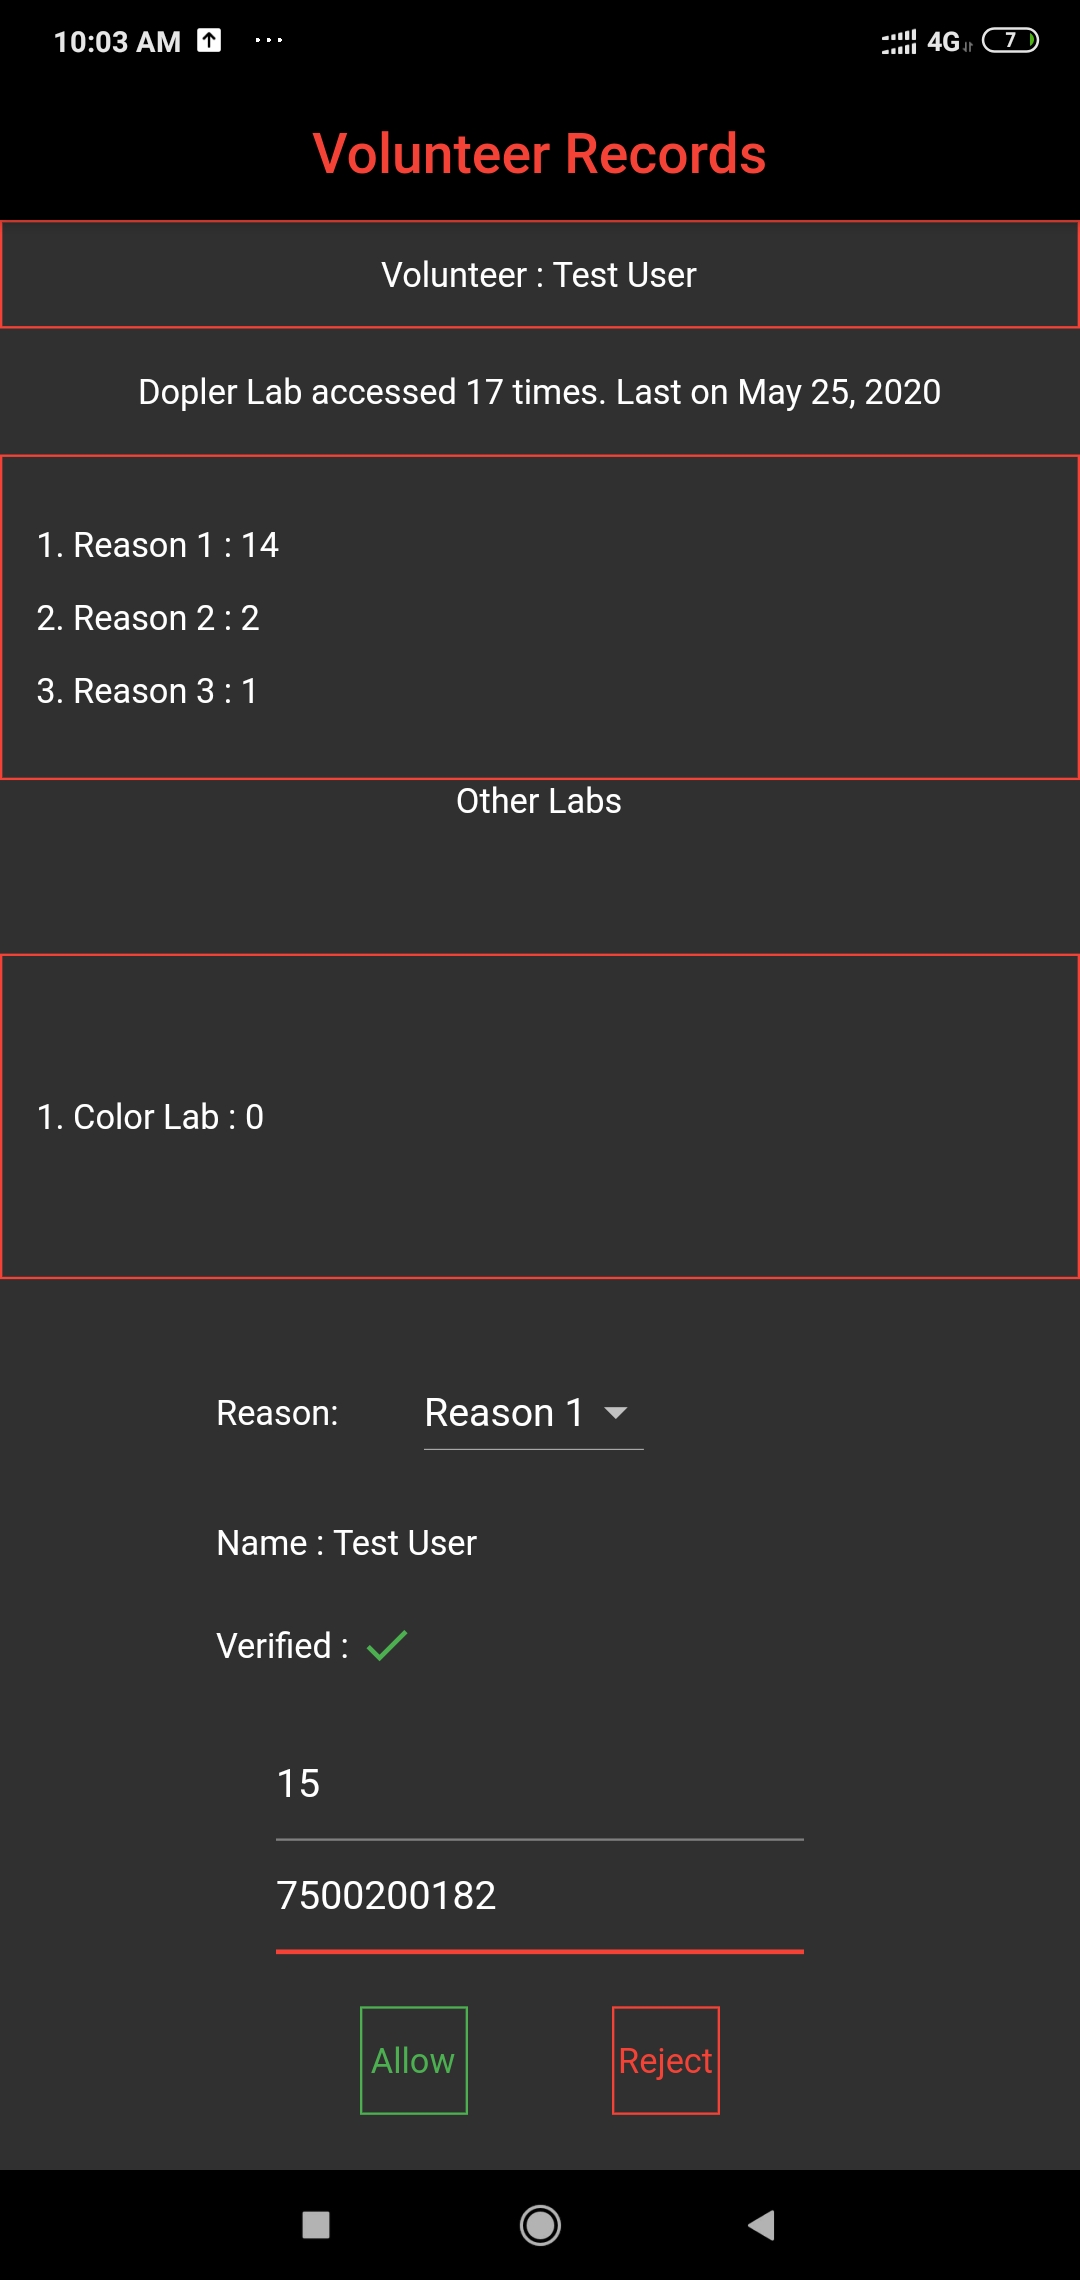 10:03 AM ... 4G 7
Volunteer Records
Volunteer : Test User
Dopler Lab accessed 17 times. Last on May 25, 2020
1. Reason 1 : 14
2. Reason 2 : 2
3. Reason 3 : 1
Other Labs
1. Color Lab : 0
Reason: Reason 1
Name : Test User
Verified :
15
7500200182
Allow Reject